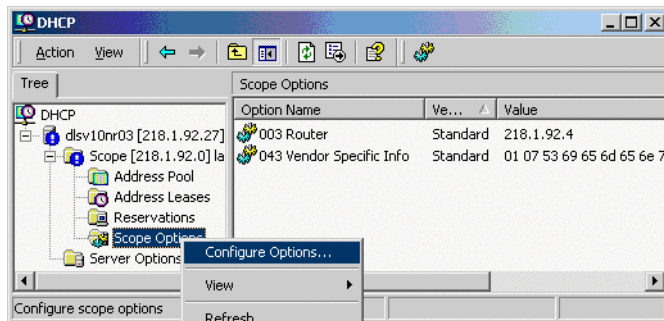 DHCP
Action View
Tree
Scope Options
DHCP
dlsv10nr03 [218.1.92.27]
Scope [218.1.92.0] la
Address Pool
Address Leases
Reservations
Scope Options
Server Options
Option Name Ve... Value
003 Router Standard 218.1.92.4
043 Vendor Specific Info Standard 01 07 53 69 65 6d 65 6e 7
Configure Options...
View
Refresh
Configure scope options